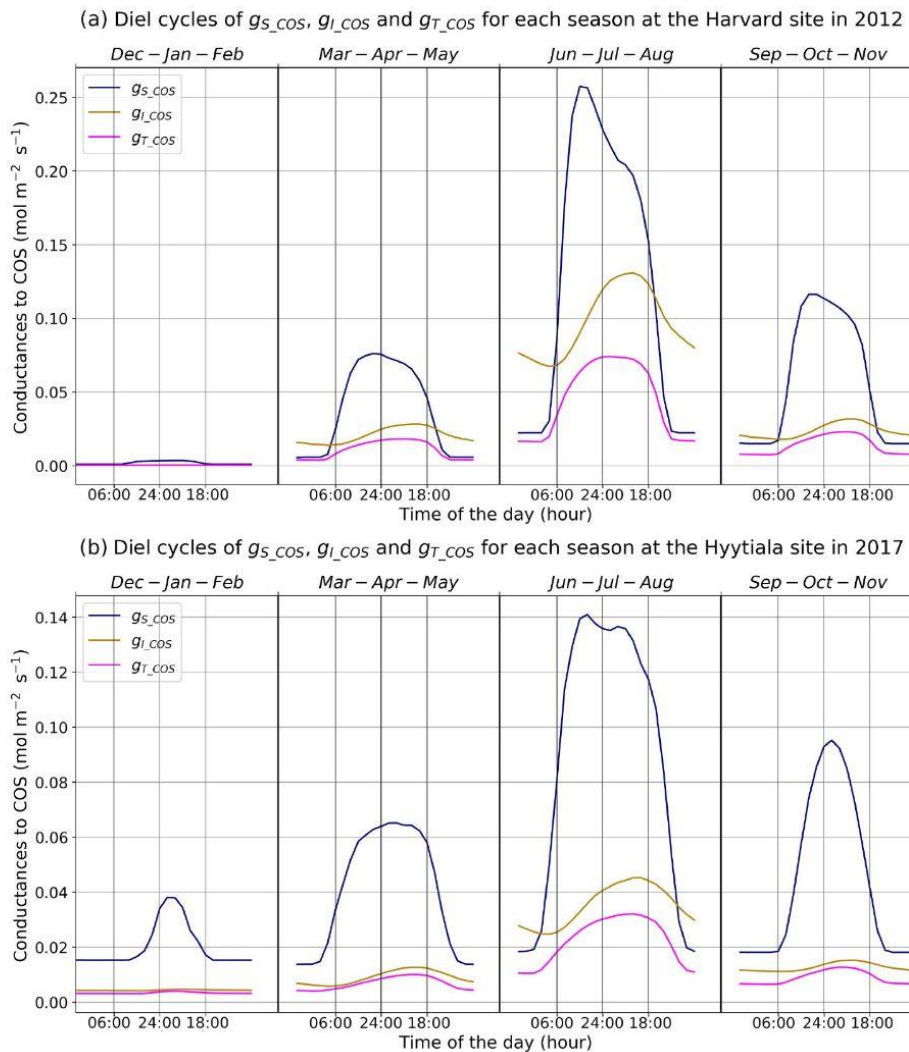 (a) Diel cycles of g_S_COS, g_I_COS and g_T_COS for each season at the Harvard site in 2012
Dec − Jan − Feb Mar − Apr − May Jun − Jul − Aug Sep − Oct − Nov
g_S_COS
g_I_COS
g_T_COS
0.25
0.20
0.15
0.10
0.05
0.00
Conductances to COS (mol m⁻² s⁻¹)
06:00 24:00 18:00 06:00 24:00 18:00 06:00 24:00 18:00 06:00 24:00 18:00
Time of the day (hour)
(b) Diel cycles of g_S_COS, g_I_COS and g_T_COS for each season at the Hyytiala site in 2017
Dec − Jan − Feb Mar − Apr − May Jun − Jul − Aug Sep − Oct − Nov
g_S_COS
g_I_COS
g_T_COS
0.14
0.12
0.10
0.08
0.06
0.04
0.02
0.00
Conductances to COS (mol m⁻² s⁻¹)
06:00 24:00 18:00 06:00 24:00 18:00 06:00 24:00 18:00 06:00 24:00 18:00
Time of the day (hour)